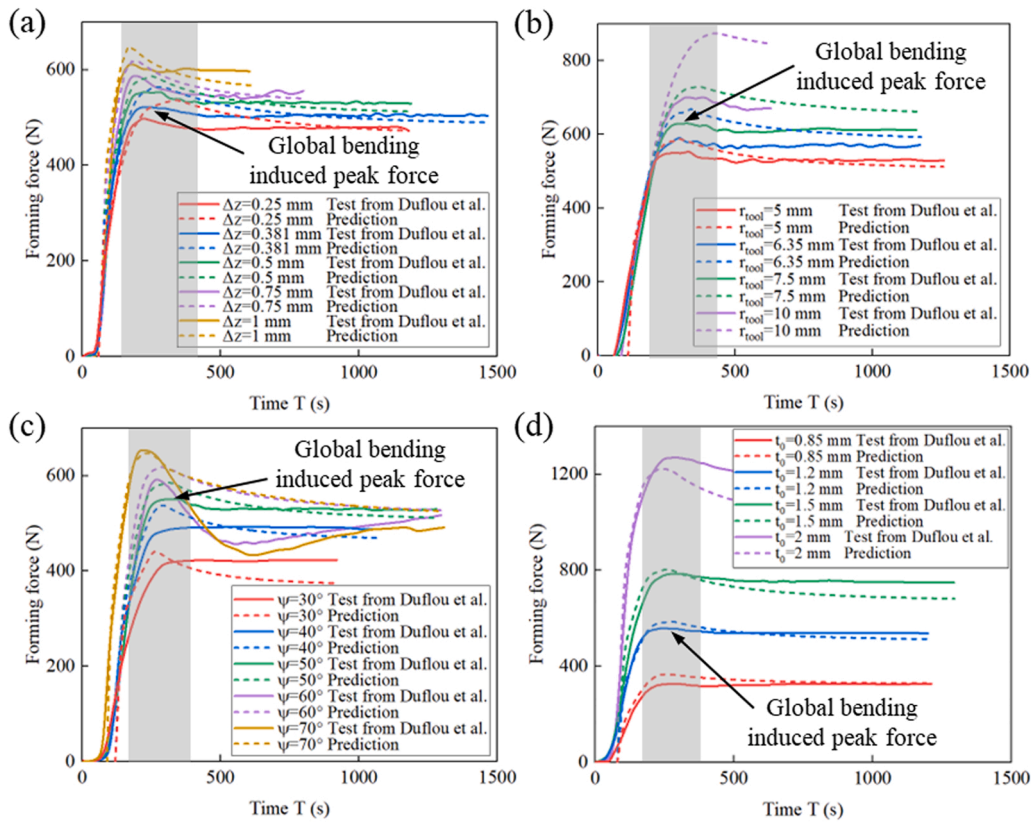 (a)
Forming force (N)
600
400
200
0
Global bending
induced peak force
Δz=0.25 mm Test from Duflou et al.
Δz=0.25 mm Prediction
Δz=0.381 mm Test from Duflou et al.
Δz=0.381 mm Prediction
Δz=0.5 mm Test from Duflou et al.
Δz=0.5 mm Prediction
Δz=0.75 mm Test from Duflou et al.
Δz=0.75 mm Prediction
Δz=1 mm Test from Duflou et al.
Δz=1 mm Prediction
0 500 1000 1500
Time T (s)
(b)
Forming force (N)
800
600
400
200
0
Global bending
induced peak force
r_tool=5 mm Test from Duflou et al.
r_tool=5 mm Prediction
r_tool=6.35 mm Test from Duflou et al.
r_tool=6.35 mm Prediction
r_tool=7.5 mm Test from Duflou et al.
r_tool=7.5 mm Prediction
r_tool=10 mm Test from Duflou et al.
r_tool=10 mm Prediction
0 500 1000 1500
Time T (s)
(c)
Forming force (N)
600
400
200
0
Global bending
induced peak force
ψ=30° Test from Duflou et al.
ψ=30° Prediction
ψ=40° Test from Duflou et al.
ψ=40° Prediction
ψ=50° Test from Duflou et al.
ψ=50° Prediction
ψ=60° Test from Duflou et al.
ψ=60° Prediction
ψ=70° Test from Duflou et al.
ψ=70° Prediction
0 500 1000 1500
Time T (s)
(d)
Forming force (N)
1200
800
400
0
t₀=0.85 mm Test from Duflou et al.
t₀=0.85 mm Prediction
t₀=1.2 mm Test from Duflou et al.
t₀=1.2 mm Prediction
t₀=1.5 mm Test from Duflou et al.
t₀=1.5 mm Prediction
t₀=2 mm Test from Duflou et al.
t₀=2 mm Prediction
Global bending
induced peak force
0 500 1000 1500
Time T (s)